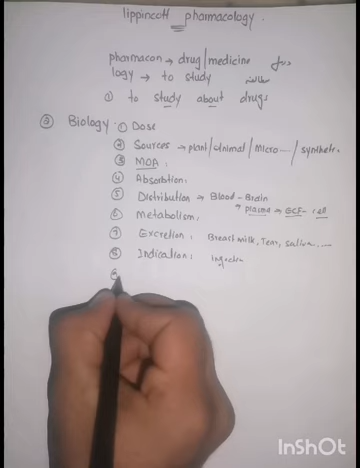 lippincott pharmacology.
pharmacon → drug/medicine
logy → to study
① to study about drugs
② Biology ① Dose
② Sources → plant/Animal/micro..../synthetic
③ MOA.
④ Absorption.
⑤ Distribution → Blood-Brain
plasma → ECF-cell
⑥ Metabolism,
⑦ Excretion, Breast milk, Tear, saliva....
⑧ Indication:
InShOt